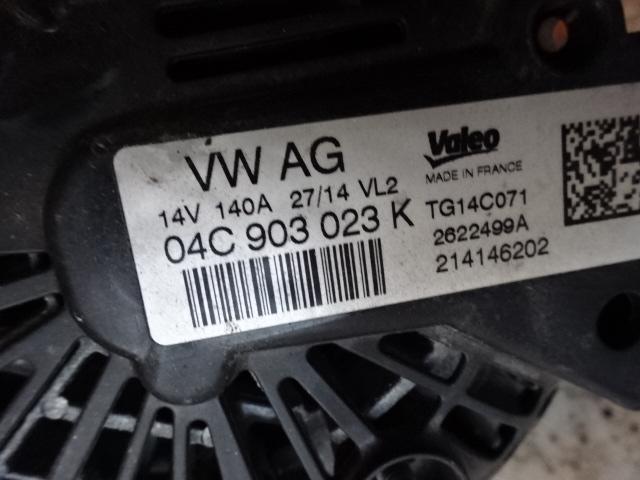 VW AG
14V 140A 27/14 VL2
04C 903 023 K
Valeo
MADE IN FRANCE
TG14C071
2622499A
214146202